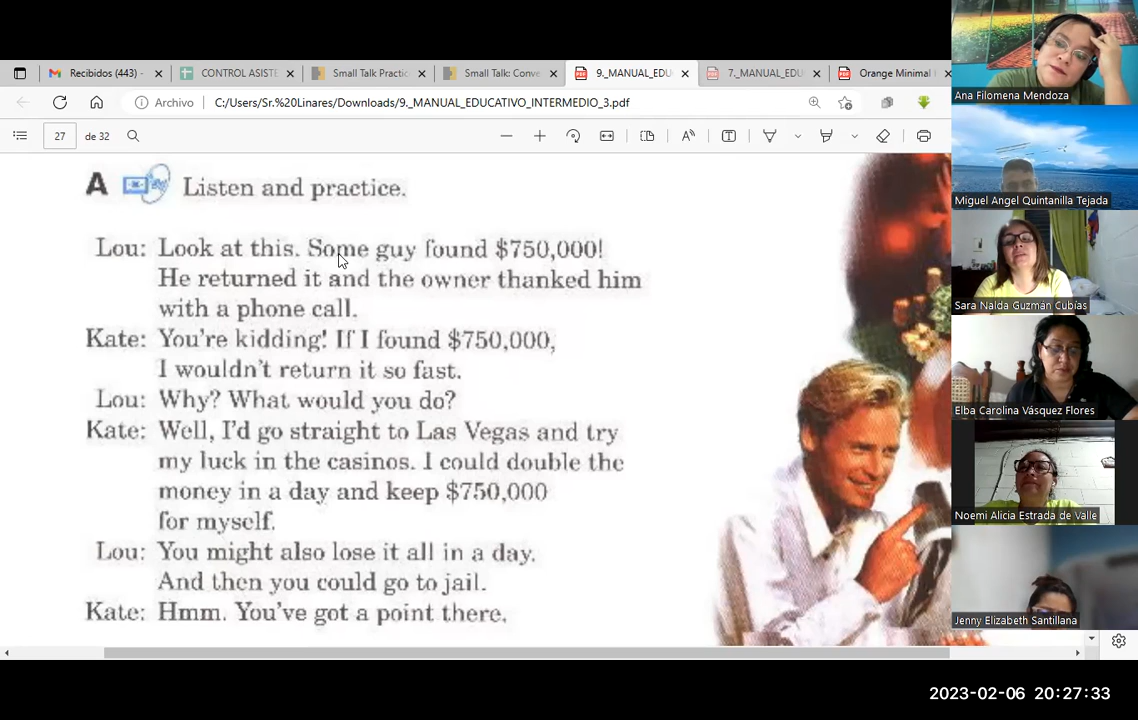 Recibidos (443) -
CONTROL ASISTE
Small Talk Practic
Small Talk: Conve
9._MANUAL_EDU
7._MANUAL_EDU
Orange Minimal
Archivo
C:/Users/Sr.%20Linares/Downloads/9._MANUAL_EDUCATIVO_INTERMEDIO_3.pdf
27 de 32
A Listen and practice.
Lou: Look at this. Some guy found $750,000!
He returned it and the owner thanked him
with a phone call.
Kate: You're kidding! If I found $750,000,
I wouldn't return it so fast.
Lou: Why? What would you do?
Kate: Well, I'd go straight to Las Vegas and try
my luck in the casinos. I could double the
money in a day and keep $750,000
for myself.
Lou: You might also lose it all in a day.
And then you could go to jail.
Kate: Hmm. You've got a point there.
Ana Filomena Mendoza
Miguel Angel Quintanilla Tejada
Sara Nalda Guzmán Cubías
Elba Carolina Vásquez Flores
Noemi Alicia Estrada de Valle
Jenny Elizabeth Santillana
2023-02-06 20:27:33